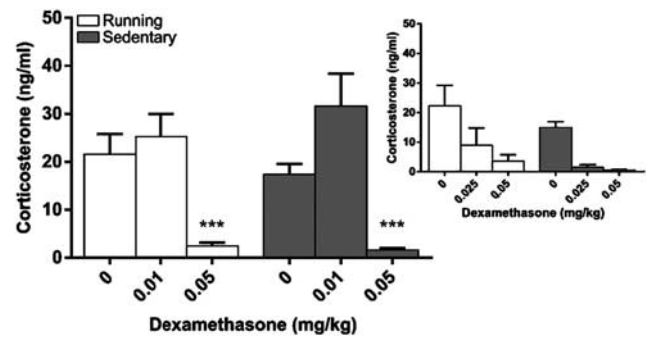 Running
Sedentary
Corticosterone (ng/ml)
50
40
30
20
10
0
*** ***
0 0.01 0.05 0 0.01 0.05
Dexamethasone (mg/kg)
Corticosterone (ng/ml)
50
40
30
20
10
0
0 0.025 0.05 0 0.025 0.05
Dexamethasone (mg/kg)